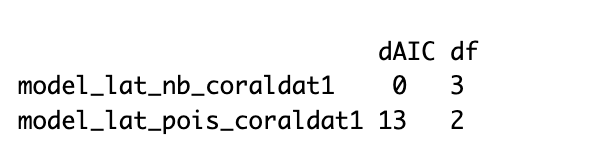 dAIC df
model_lat_nb_coraldat1 0 3
model_lat_pois_coraldat1 13 2